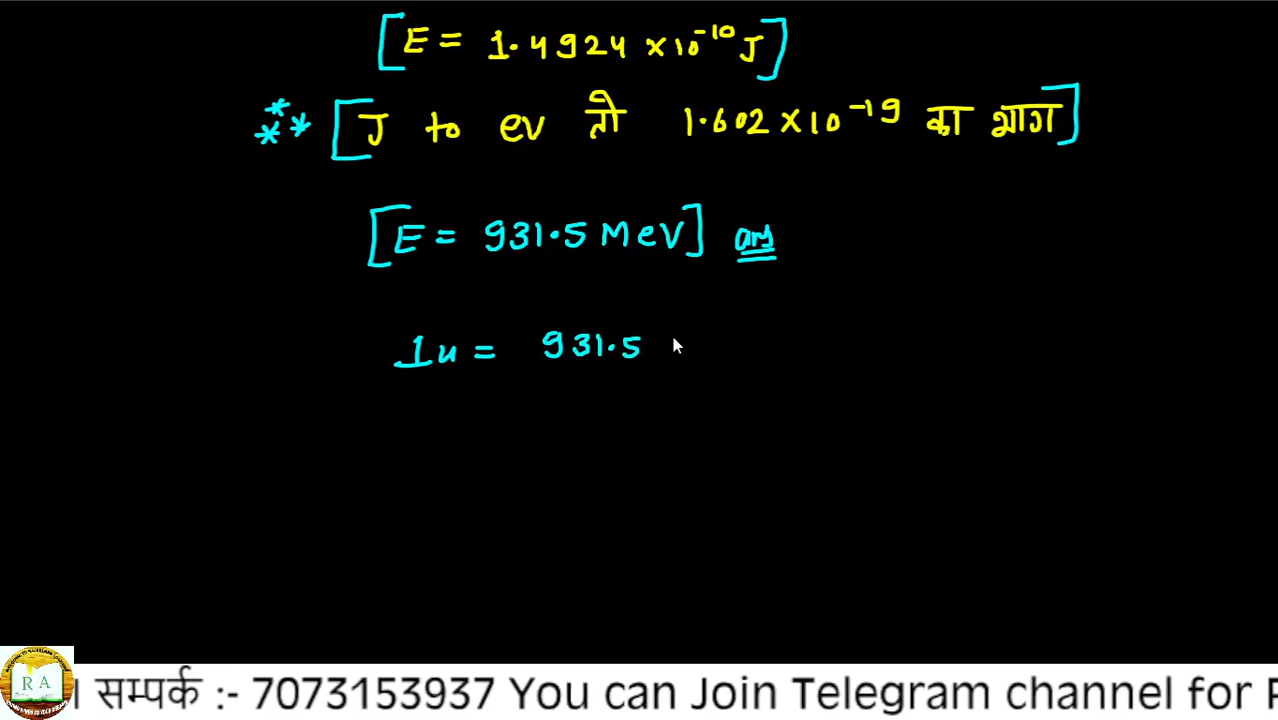 [E = 1.4924 ×10⁻¹⁰ J]
*** [J to ev तो 1.602 × 10⁻¹⁹ का भाग]
[E = 931.5 MeV] ans
1u = 931.5
R A
सम्पर्क :- 7073153937 You can Join Telegram channel for